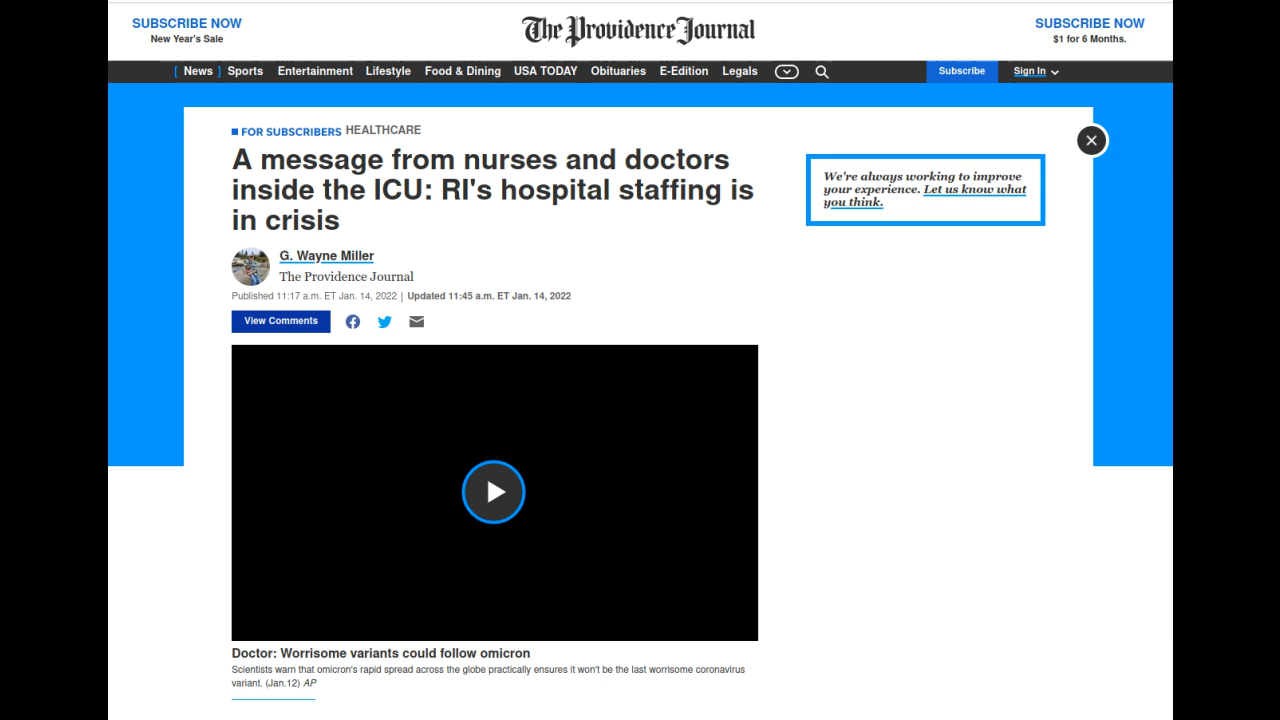 SUBSCRIBE NOW
New Year's Sale
The Providence Journal
SUBSCRIBE NOW
$1 for 6 Months.
[ News ] Sports Entertainment Lifestyle Food & Dining USA TODAY Obituaries E-Edition Legals Subscribe Sign In
FOR SUBSCRIBERS HEALTHCARE
A message from nurses and doctors
inside the ICU: RI's hospital staffing is
in crisis
G. Wayne Miller
The Providence Journal
Published 11:17 a.m. ET Jan. 14, 2022 | Updated 11:45 a.m. ET Jan. 14, 2022
View Comments
We're always working to improve
your experience. Let us know what
you think.
Doctor: Worrisome variants could follow omicron
Scientists warn that omicron's rapid spread across the globe practically ensures it won't be the last worrisome coronavirus
variant. (Jan.12) AP